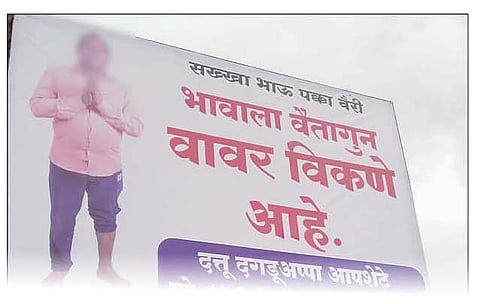 सख्खा भाऊ पक्का वैरी
भावाला वैतागुन
वावर विकणे
आहे.
दत्तू दगडूअप्पा आपशेटे